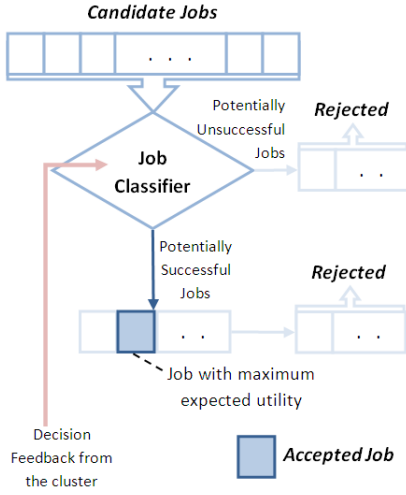 Candidate Jobs
. . .
Potentially
Unsuccessful
Jobs
Rejected
. .
Job
Classifier
Potentially
Successful
Jobs
Rejected
. .
. .
Job with maximum
expected utility
Decision
Feedback from
the cluster
Accepted Job